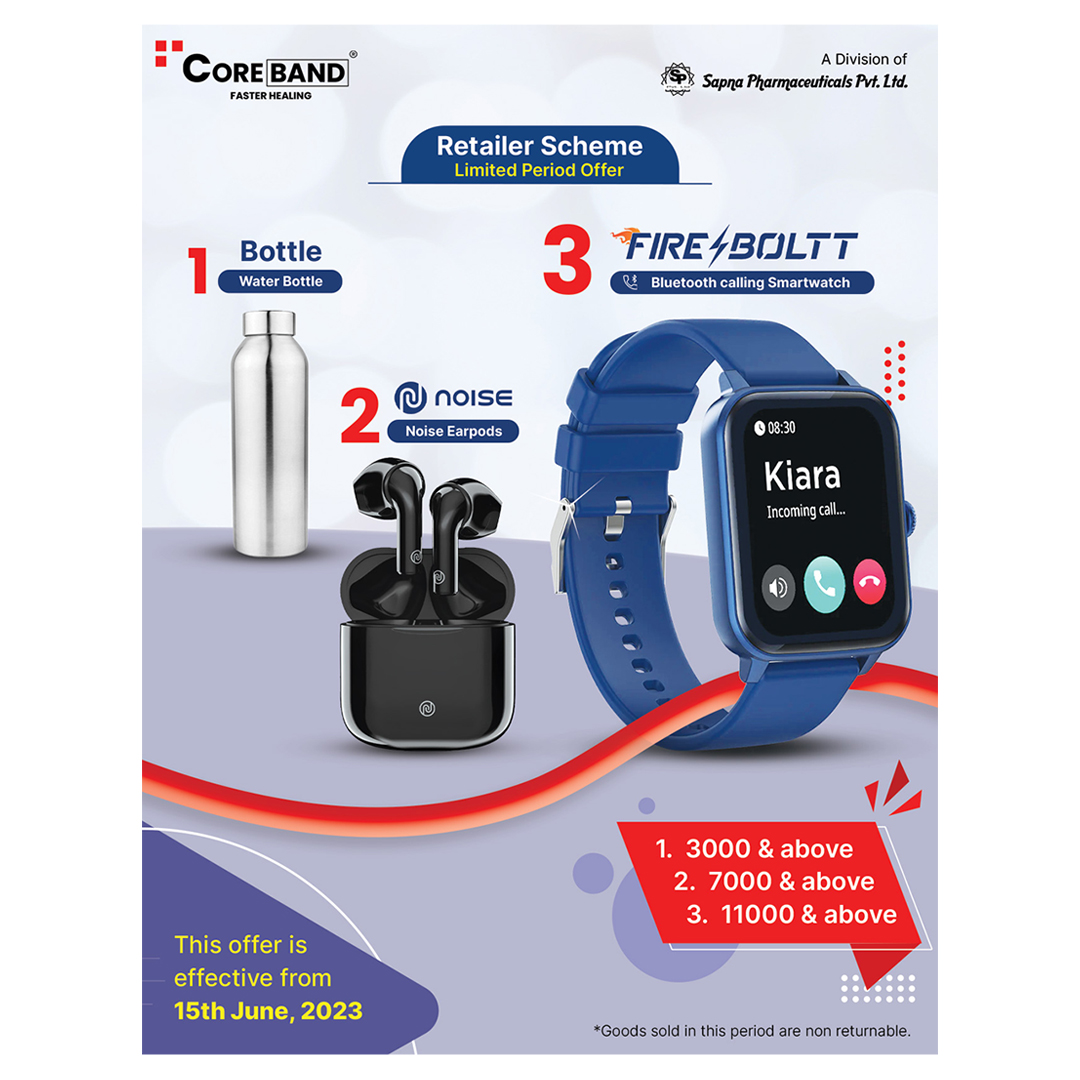 COREBAND®
FASTER HEALING
A Division of
SP
Sapna Pharmaceuticals Pvt. Ltd.
Retailer Scheme
Limited Period Offer
1
Bottle
Water Bottle
2
NOISE
Noise Earpods
3
FIRE BOLTT
Bluetooth calling Smartwatch
08:30
Kiara
Incoming call...
1. 3000 & above
2. 7000 & above
3. 11000 & above
This offer is
effective from
15th June, 2023
*Goods sold in this period are non returnable.